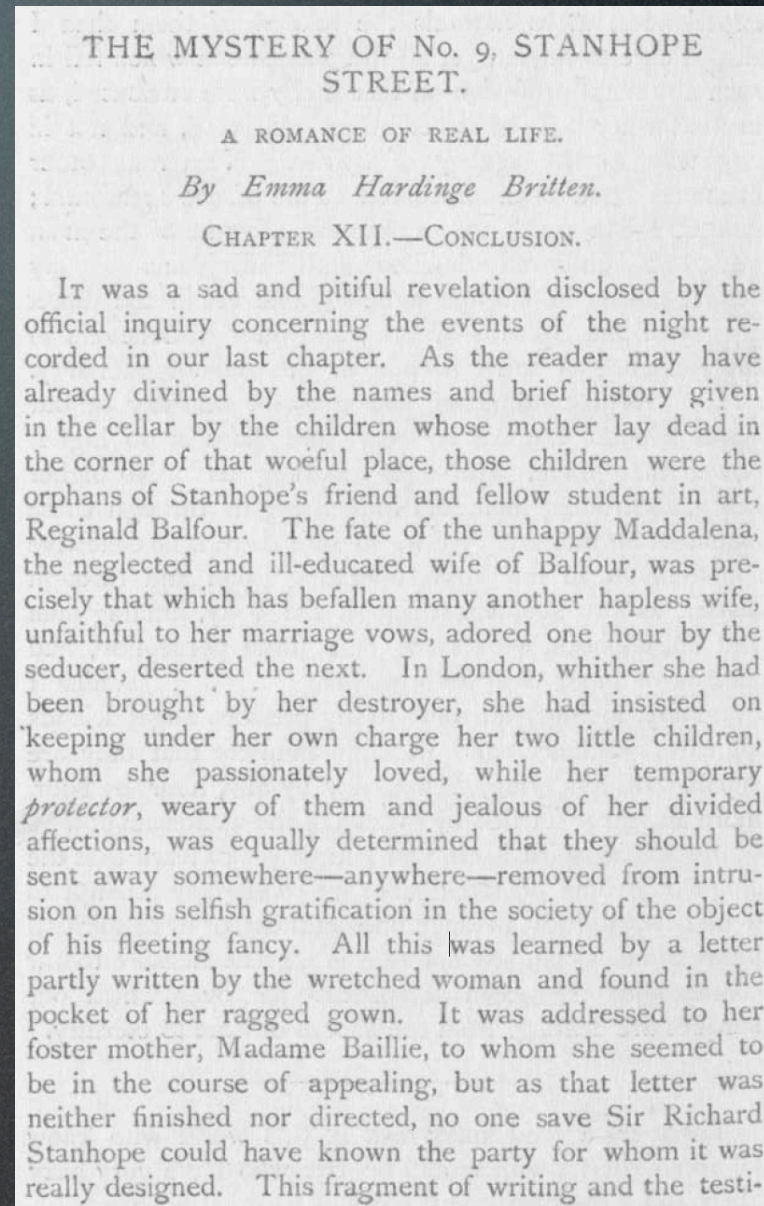 THE MYSTERY OF No. 9, STANHOPE
STREET.
A ROMANCE OF REAL LIFE.
By Emma Hardinge Britten.
CHAPTER XII.—CONCLUSION.
IT was a sad and pitiful revelation disclosed by the
official inquiry concerning the events of the night re-
corded in our last chapter. As the reader may have
already divined by the names and brief history given
in the cellar by the children whose mother lay dead in
the corner of that woeful place, those children were the
orphans of Stanhope's friend and fellow student in art,
Reginald Balfour. The fate of the unhappy Maddalena,
the neglected and ill-educated wife of Balfour, was pre-
cisely that which has befallen many another hapless wife,
unfaithful to her marriage vows, adored one hour by the
seducer, deserted the next. In London, whither she had
been brought by her destroyer, she had insisted on
keeping under her own charge her two little children,
whom she passionately loved, while her temporary
protector, weary of them and jealous of her divided
affections, was equally determined that they should be
sent away somewhere—anywhere—removed from intru-
sion on his selfish gratification in the society of the object
of his fleeting fancy. All this was learned by a letter
partly written by the wretched woman and found in the
pocket of her ragged gown. It was addressed to her
foster mother, Madame Baillie, to whom she seemed to
be in the course of appealing, but as that letter was
neither finished nor directed, no one save Sir Richard
Stanhope could have known the party for whom it was
really designed. This fragment of writing and the testi-